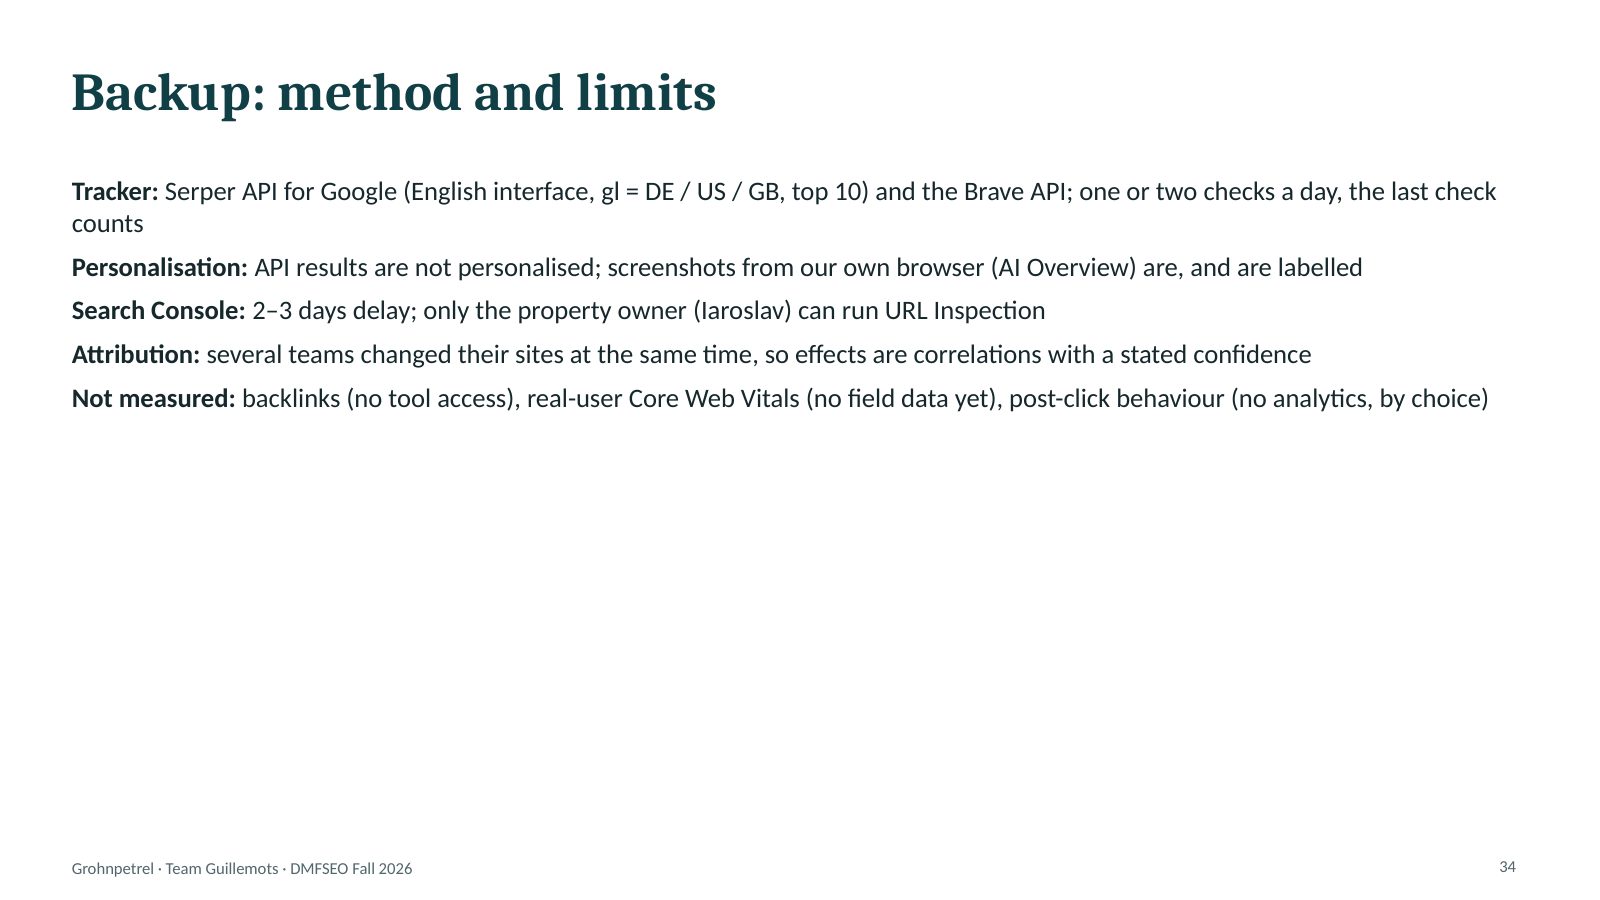 Backup: method and limits
Tracker: Serper API for Google (English interface, gl = DE / US / GB, top 10) and the Brave API; one or two checks a day, the last check
counts
Personalisation: API results are not personalised; screenshots from our own browser (AI Overview) are, and are labelled
Search Console: 2–3 days delay; only the property owner (Iaroslav) can run URL Inspection
Attribution: several teams changed their sites at the same time, so effects are correlations with a stated confidence
Not measured: backlinks (no tool access), real-user Core Web Vitals (no field data yet), post-click behaviour (no analytics, by choice)
Grohnpetrel · Team Guillemots · DMFSEO Fall 2026
34